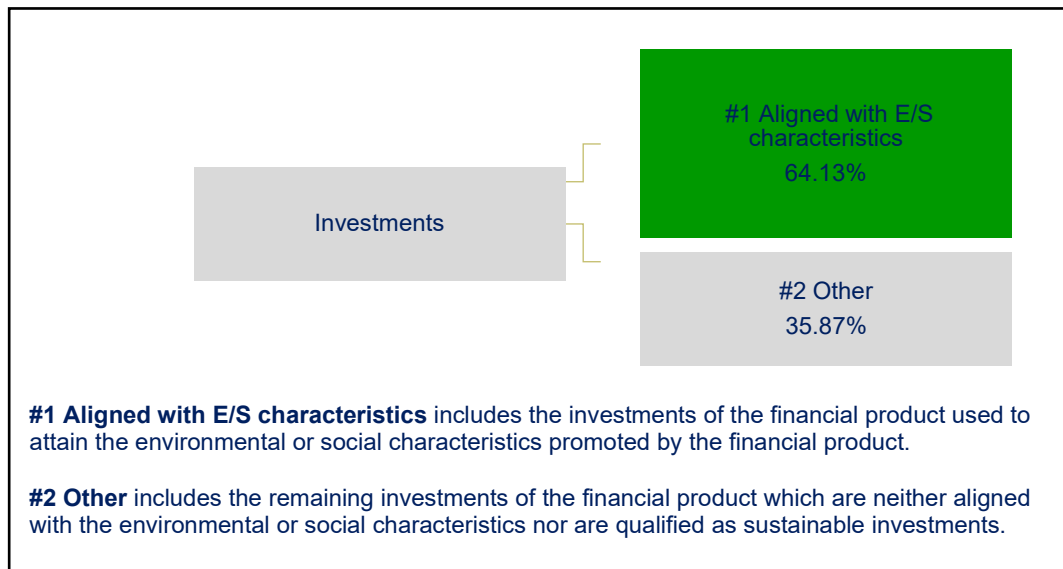 #1 Aligned with E/S
characteristics
64.13%
Investments
#2 Other
35.87%
#1 Aligned with E/S characteristics includes the investments of the financial product used to
attain the environmental or social characteristics promoted by the financial product.
#2 Other includes the remaining investments of the financial product which are neither aligned
with the environmental or social characteristics nor are qualified as sustainable investments.